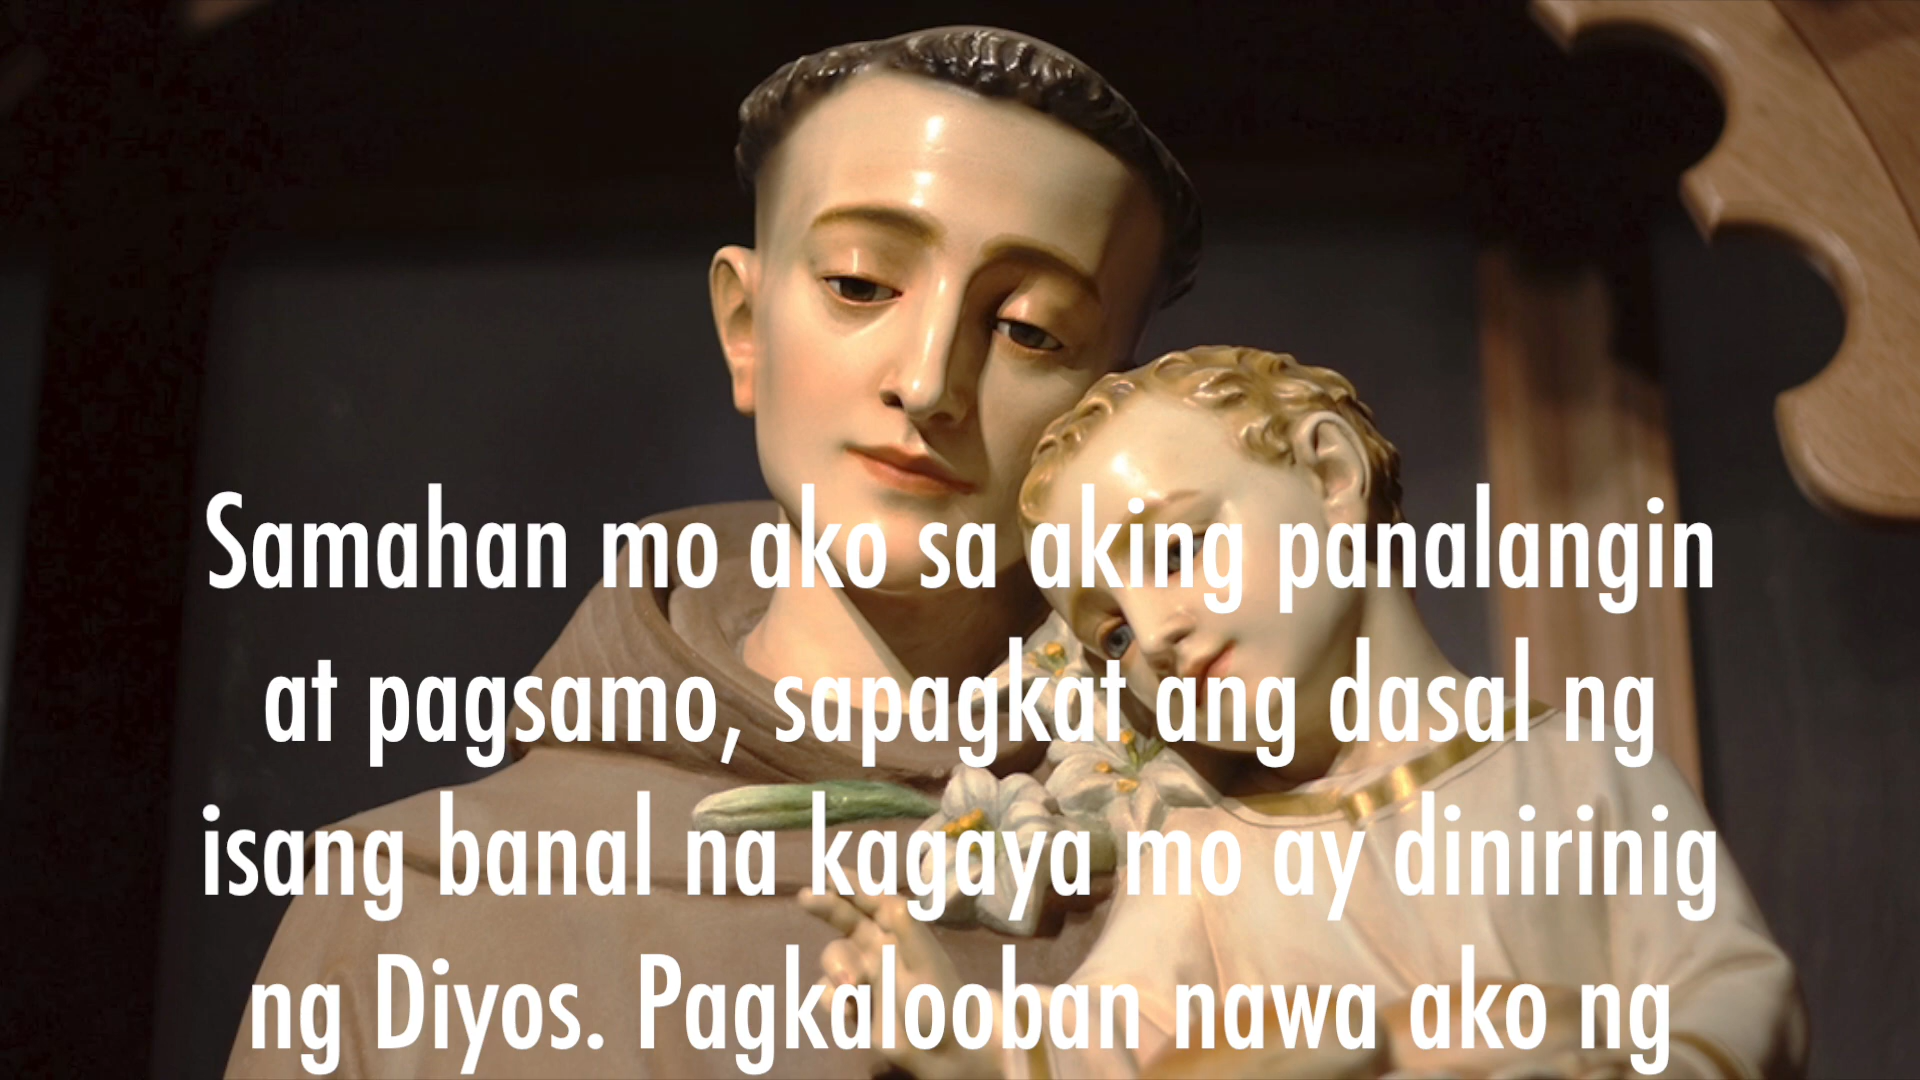 Samahan mo ako sa aking panalangin
at pagsamo, sapagkat ang dasal ng
isang banal na kagaya mo ay dinirinig
ng Diyos. Pagkalooban nawa ako ng